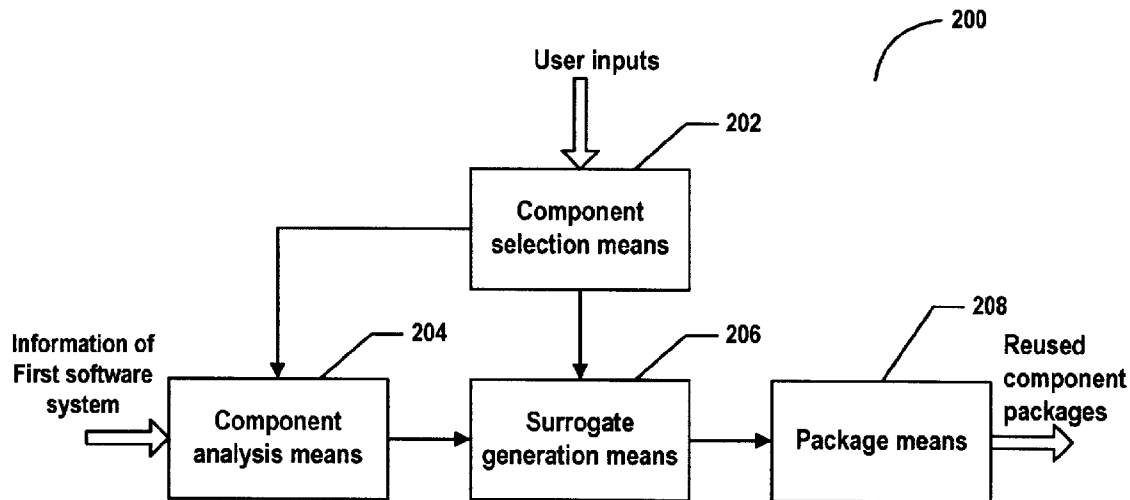 200
User inputs
202
Component
selection means
Information of
First software
system
204
Component
analysis means
206
Surrogate
generation means
208
Package means
Reused
component
packages